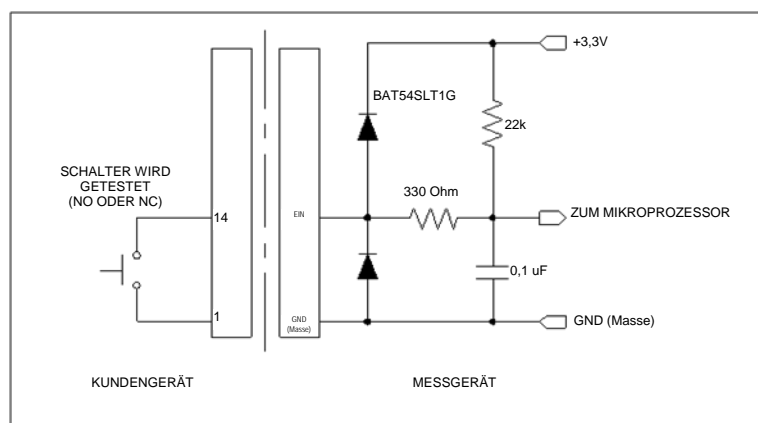 +3,3V
BAT54SLT1G
22k
SCHALTER WIRD
GETESTET
(NO ODER NC)
330 Ohm
14
EIN
ZUM MIKROPROZESSOR
0,1 uF
1
GND
(Masse)
GND (Masse)
KUNDENGERÄT
MESSGERÄT